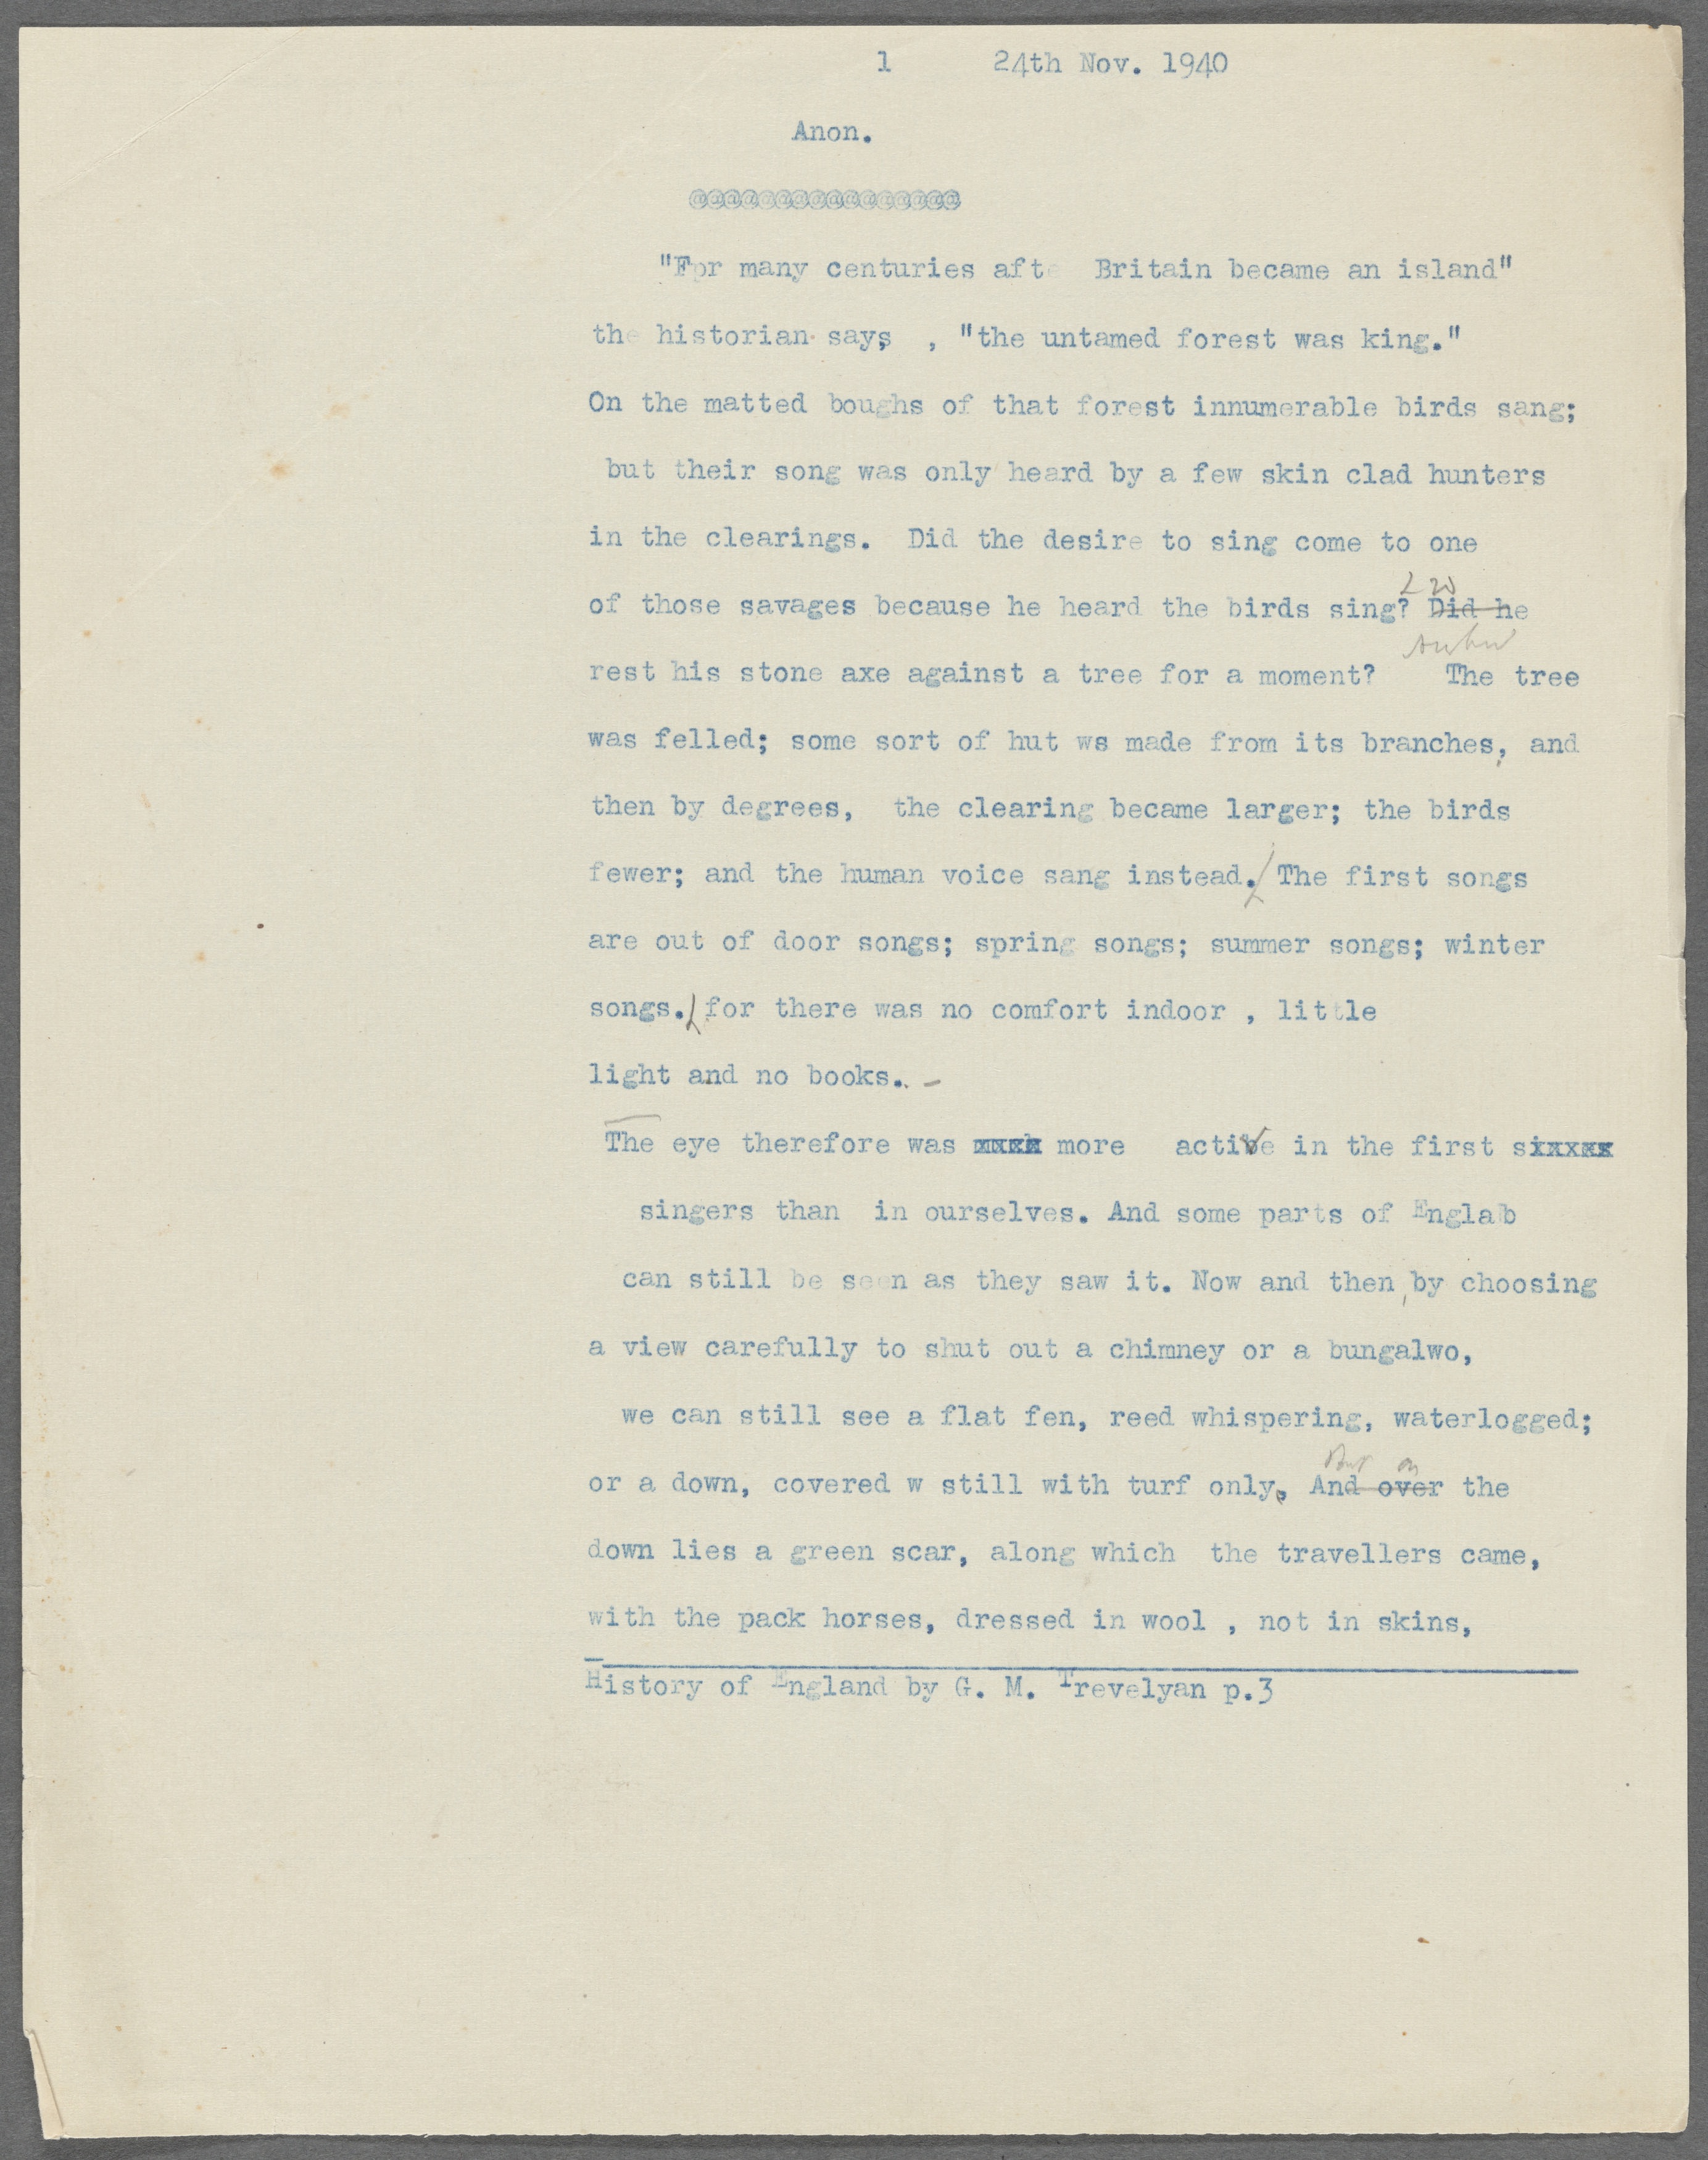 1 24th Nov. 1940
Anon.
@@@@@@@@@@@@@@@@
"For many centuries afte Britain became an island"
the historian says , "the untamed forest was king."
On the matted boughs of that forest innumerable birds sang;
but their song was only heard by a few skin clad hunters
in the clearings. Did the desire to sing come to one
of those savages because he heard the birds sing? Did he
rest his stone axe against a tree for a moment? The tree
was felled; some sort of hut ws made from its branches, and
then by degrees, the clearing became larger; the birds
fewer; and the human voice sang instead. The first songs
are out of door songs; spring songs; summer songs; winter
songs. for there was no comfort indoor , little
light and no books. -
The eye therefore was much more active in the first sixxxx
singers than in ourselves. And some parts of Englab
can still be seen as they saw it. Now and then, by choosing
a view carefully to shut out a chimney or a bungalwo,
we can still see a flat fen, reed whispering, waterlogged;
But on
or a down, covered w still with turf only. And over the
down lies a green scar, along which the travellers came,
with the pack horses, dressed in wool , not in skins,
History of England by G. M. Trevelyan p.3